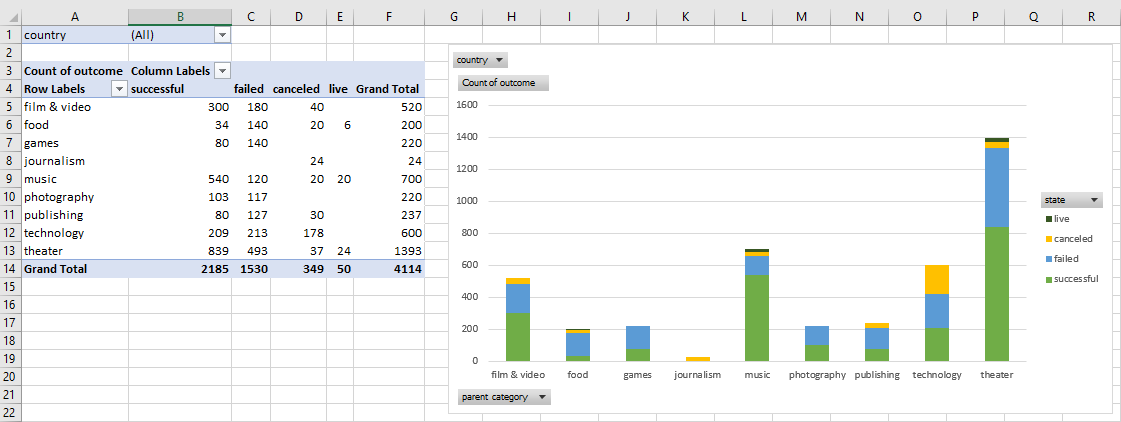 A B C D E F G H I J K L M N O P Q R
1 country (All)
2
3 Count of outcome Column Labels
4 Row Labels successful failed canceled live Grand Total
5 film & video 300 180 40 520
6 food 34 140 20 6 200
7 games 80 140 220
8 journalism 24 24
9 music 540 120 20 20 700
10 photography 103 117 220
11 publishing 80 127 30 237
12 technology 209 213 178 600
13 theater 839 493 37 24 1393
14 Grand Total 2185 1530 349 50 4114
15
16
17
18
19
20
21
22
country
Count of outcome
1600
1400
1200
1000
800
600
400
200
0
film & video food games journalism music photography publishing technology theater
parent category
state
live
canceled
failed
successful